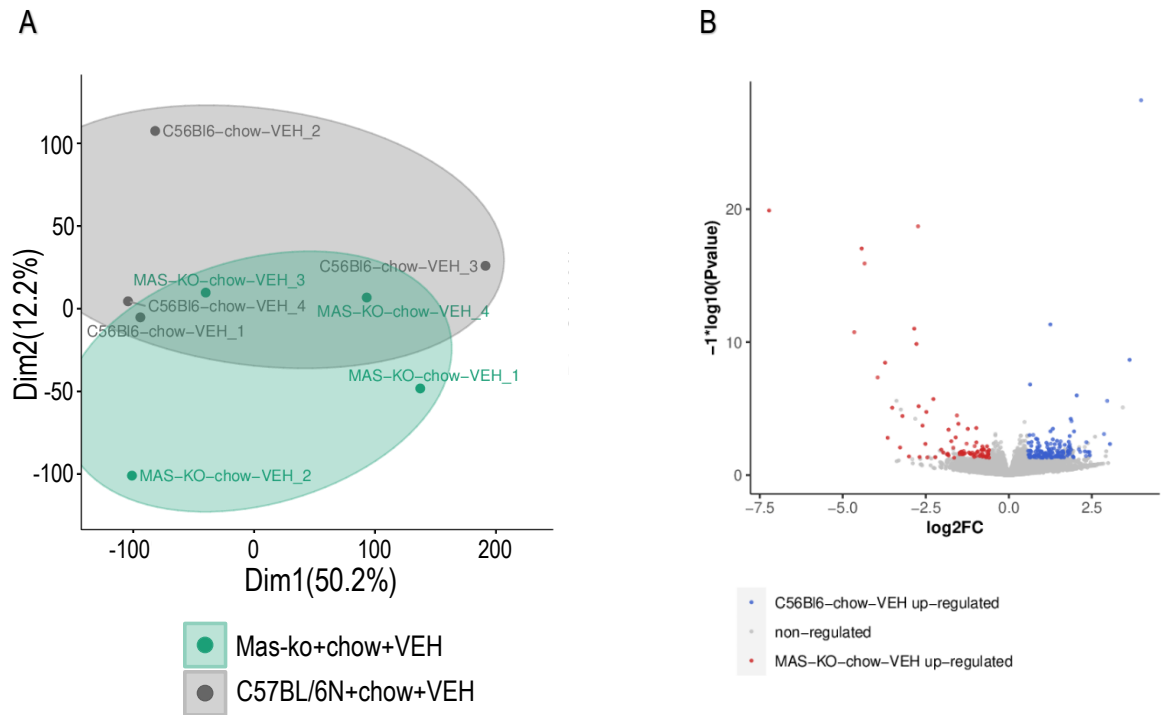 A
100
50
0
-50
-100
Dim2(12.2%)
C56Bl6−chow−VEH_2
C56Bl6−chow−VEH_3
MAS−KO−chow−VEH_3
C56Bl6−chow−VEH_4
MAS−KO−chow−VEH_4
C56Bl6−chow−VEH_1
MAS−KO−chow−VEH_1
MAS−KO−chow−VEH_2
-100
0
100
200
Dim1(50.2%)
Mas-ko+chow+VEH
C57BL/6N+chow+VEH
B
−1*log10(Pvalue)
20
10
0
−7.5
−5.0
−2.5
0.0
2.5
log2FC
C56Bl6−chow−VEH up−regulated
non−regulated
MAS−KO−chow−VEH up−regulated